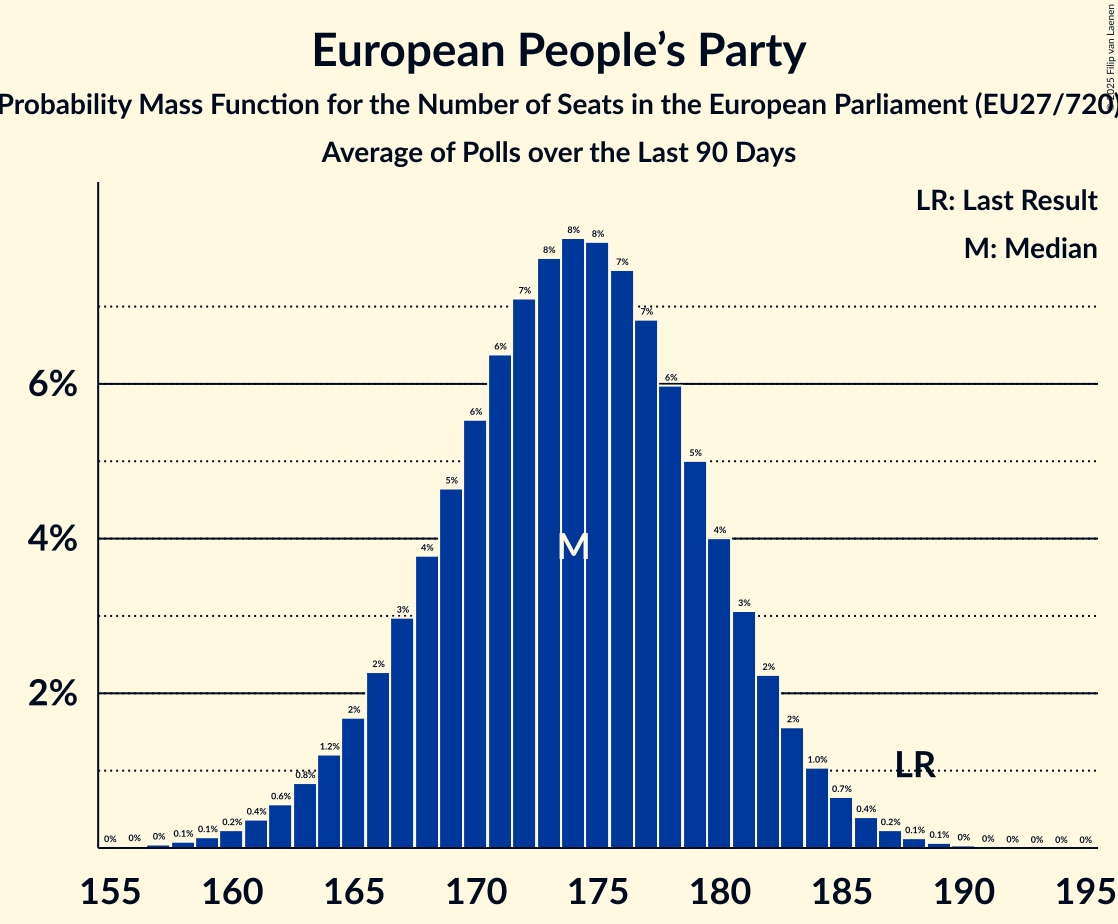 European People’s Party
Probability Mass Function for the Number of Seats in the European Parliament (EU27/720)
Average of Polls over the Last 90 Days
©2025 Filip van Laenen
LR: Last Result
M: Median
6%
4%
2%
0% 0% 0% 0.1% 0.1% 0.2% 0.4% 0.6% 0.8% 1.2% 2% 2% 3% 4% 5% 6% 6% 7% 8% 8% 8% 7% 7% 6% 5% 4% 3% 2% 2% 1.0% 0.7% 0.4% 0.2% 0.1% 0.1% 0% 0% 0% 0% 0% 0%
M
LR
155 160 165 170 175 180 185 190 195